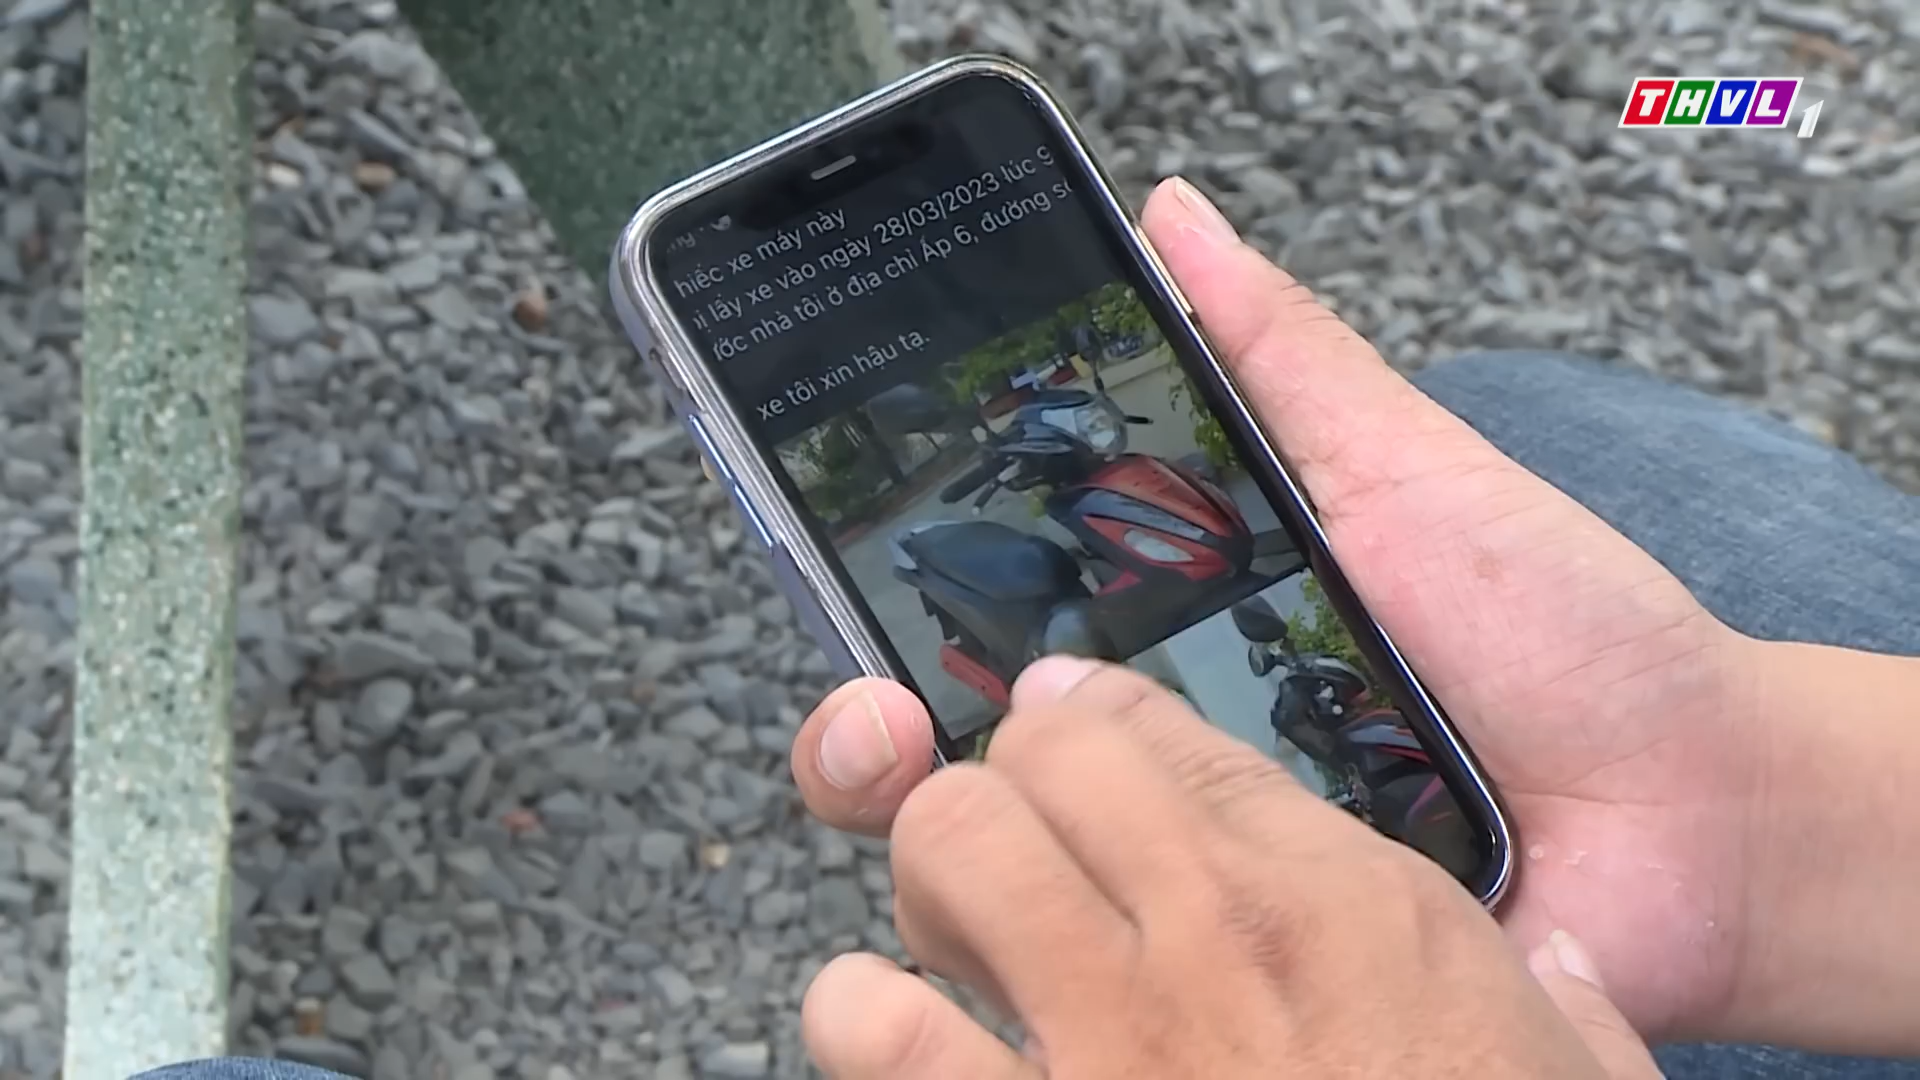 THVL1
hiếc xe máy này
lấy xe vào ngày 28/03/2023 lúc 9
nhà tôi ở địa chỉ Ấp 6, đường
xe tôi xin hậu tạ.